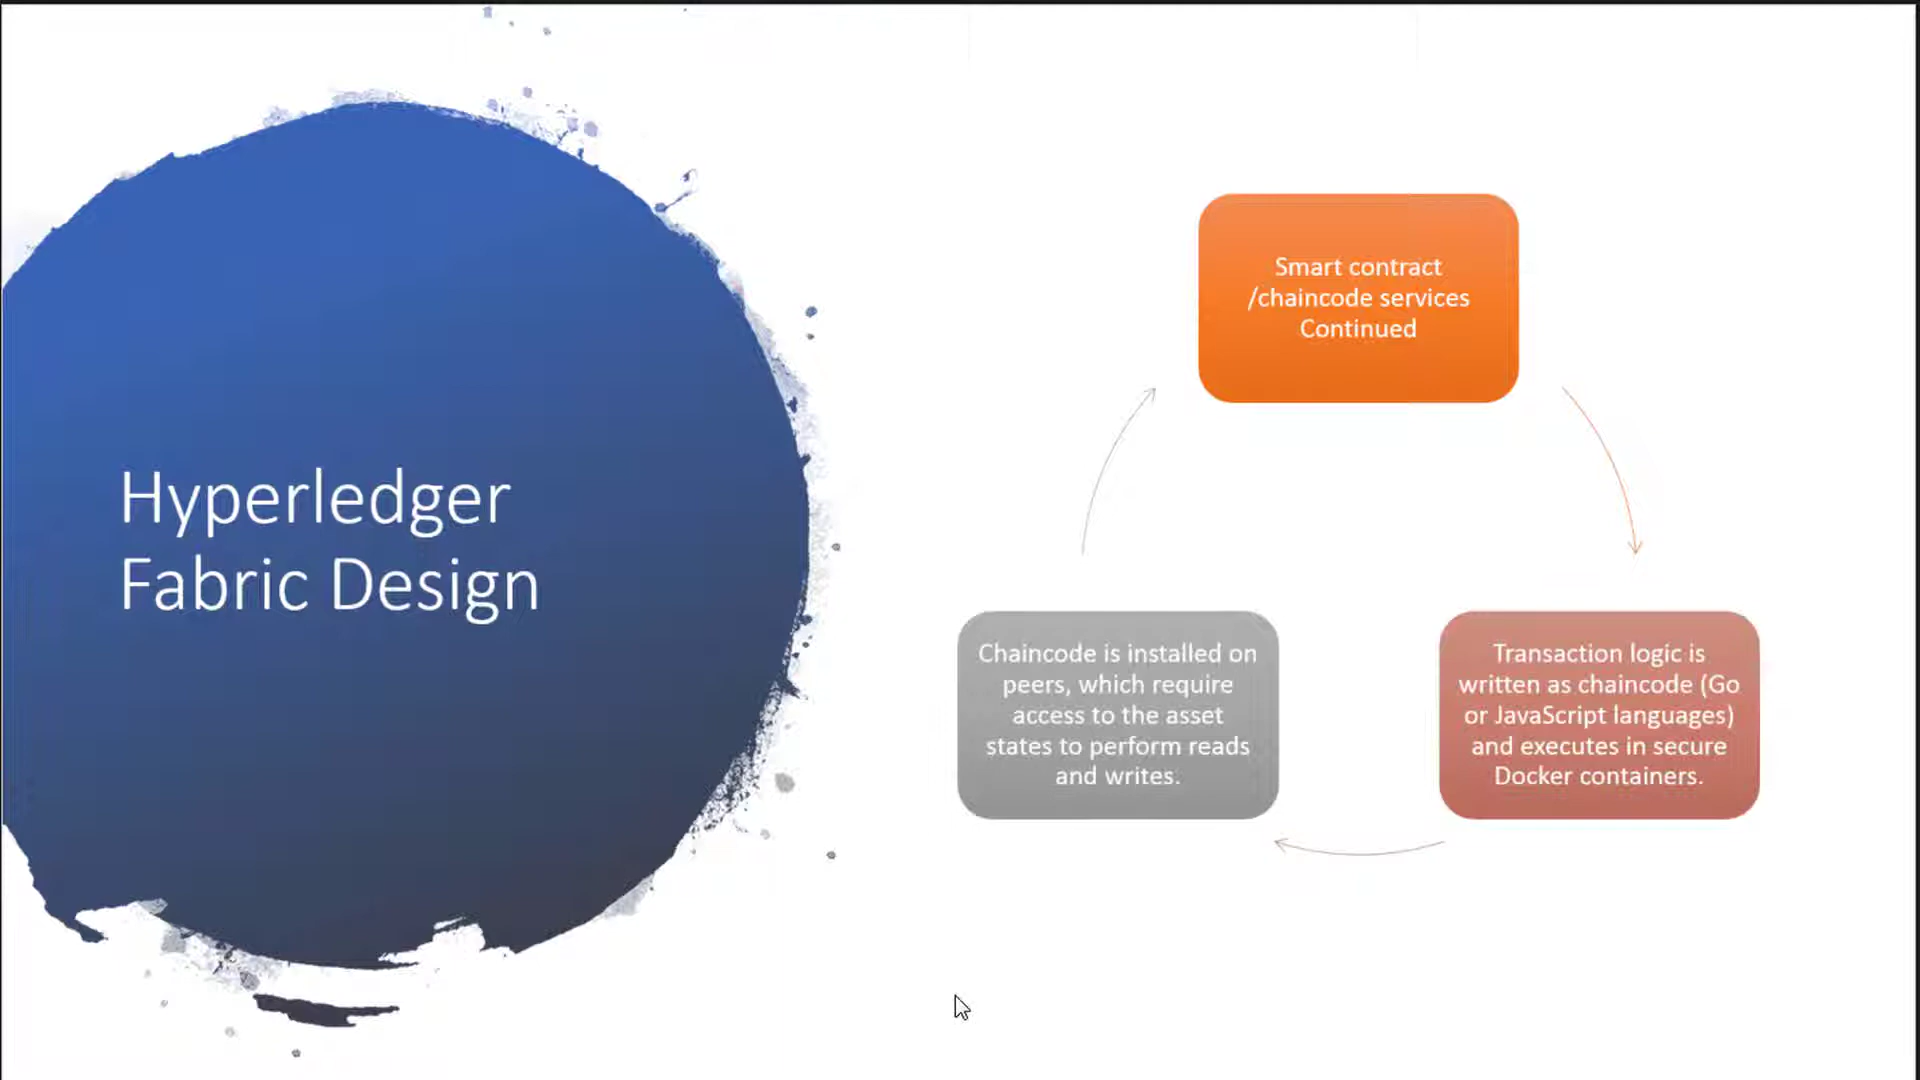 Hyperledger
Fabric Design
Smart contract
/chaincode services
Continued
Transaction logic is
written as chaincode (Go
or JavaScript languages)
and executes in secure
Docker containers.
Chaincode is installed on
peers, which require
access to the asset
states to perform reads
and writes.